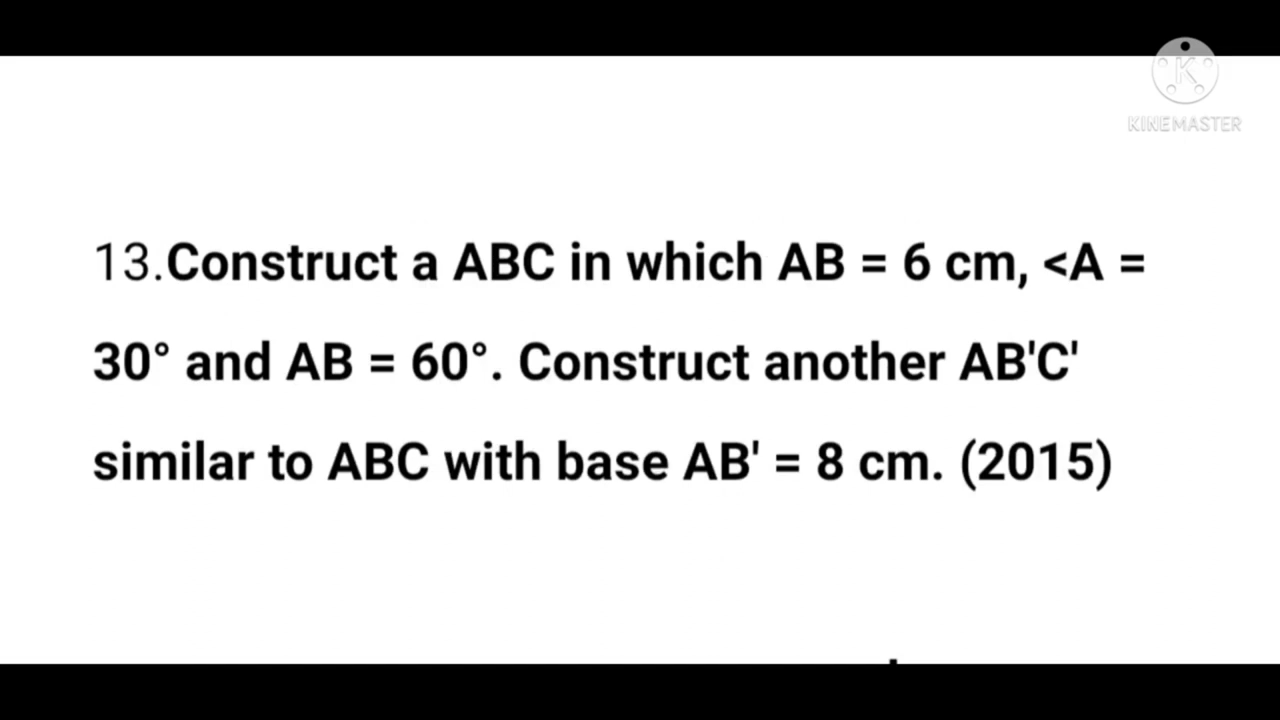 KINEMASTER
13.Construct a ABC in which AB = 6 cm, <A =
30° and AB = 60°. Construct another AB'C'
similar to ABC with base AB' = 8 cm. (2015)